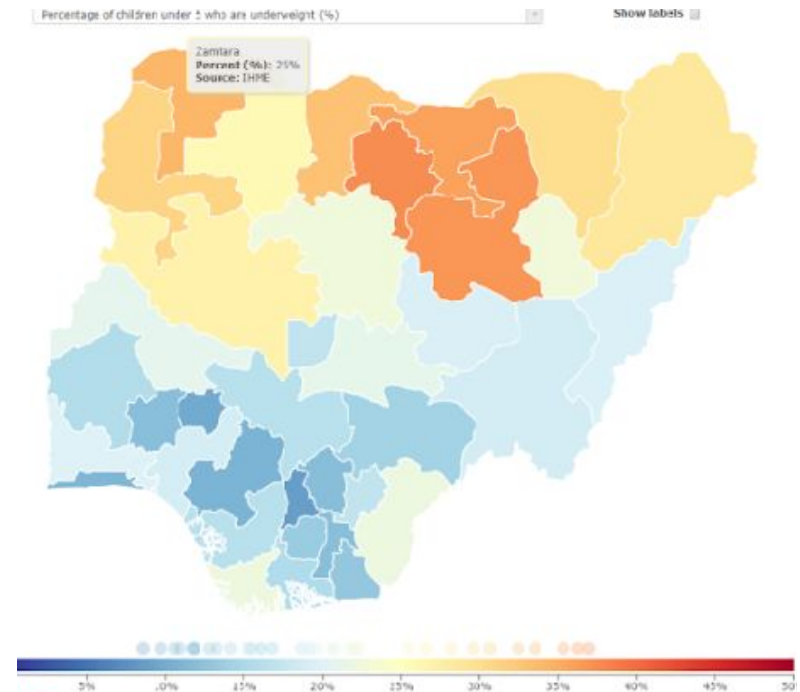 Percentage of children under 5 who are underweight (%)
Show labels
Zamfara
Percent (%): 25%
Source: IHME
5%
10%
15%
20%
25%
30%
35%
40%
45%
50